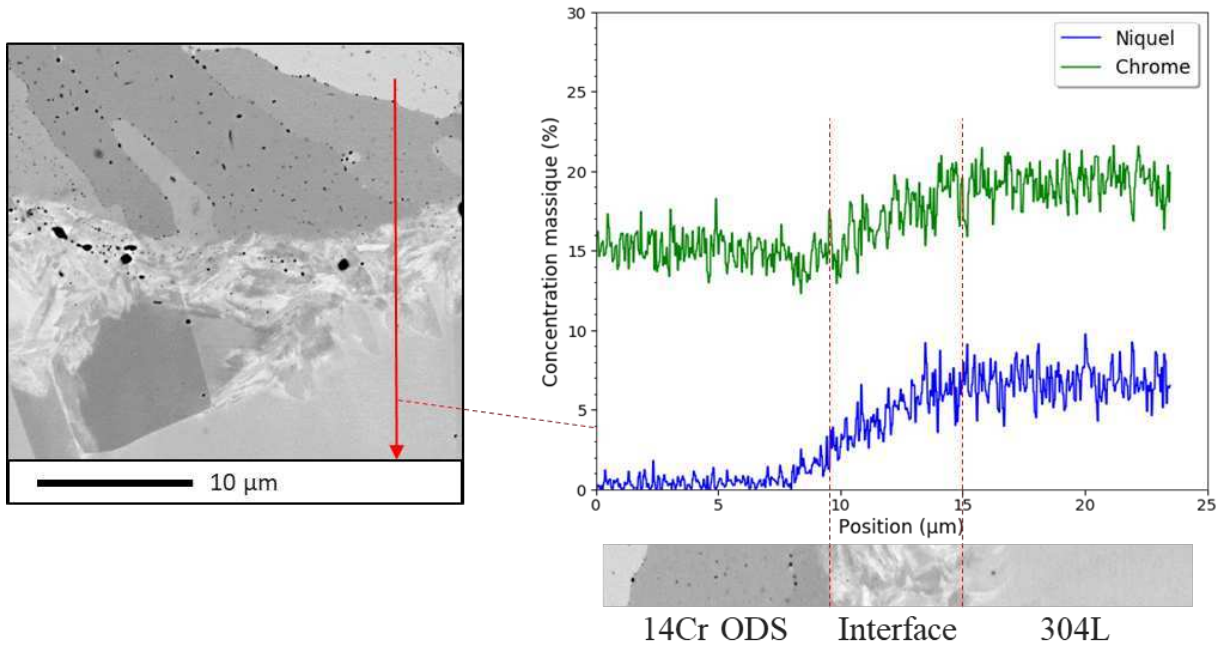 10 µm
30
25
20
15
10
5
0
Concentration massique (%)
Niquel
Chrome
0 5 10 15 20 25
Position (µm)
14Cr ODS Interface 304L